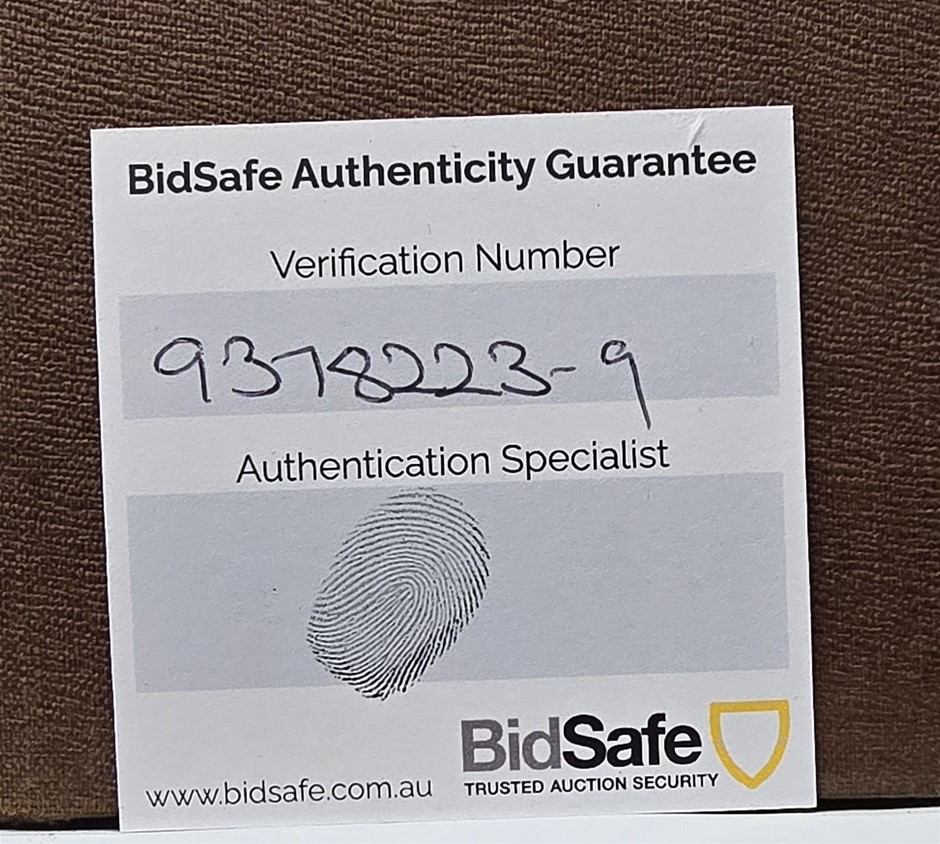 BidSafe Authenticity Guarantee
Verification Number
9378223-9
Authentication Specialist
www.bidsafe.com.au
BidSafe
TRUSTED AUCTION SECURITY